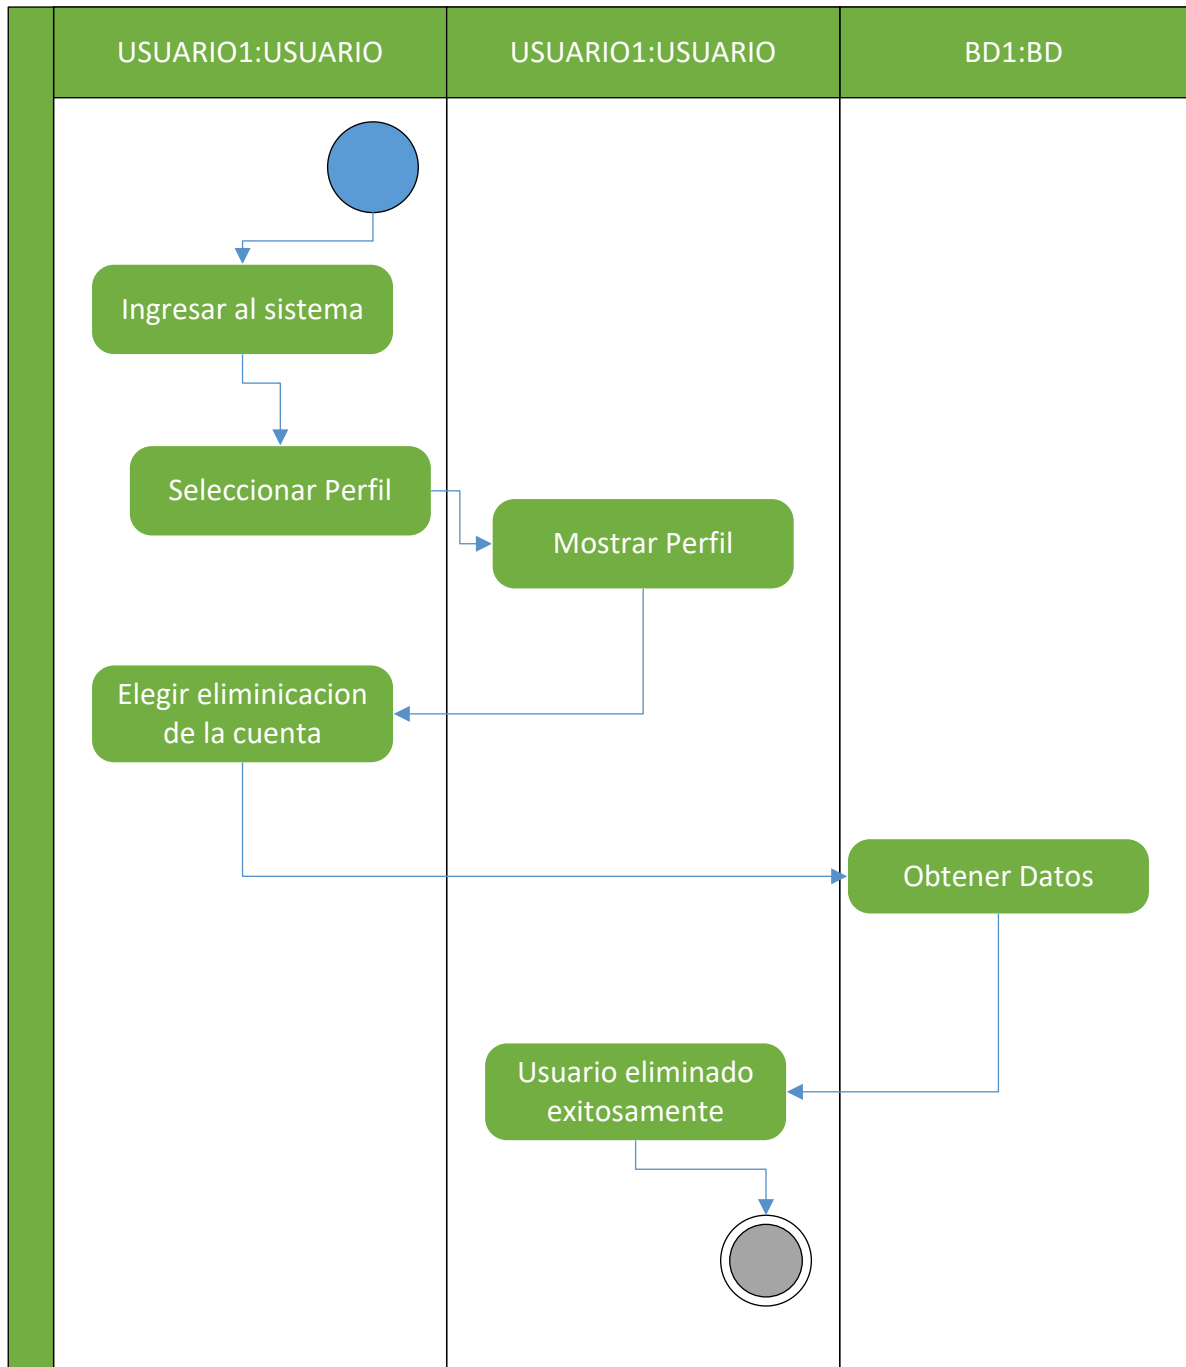 USUARIO1:USUARIO
USUARIO1:USUARIO
BD1:BD
Ingresar al sistema
Seleccionar Perfil
Mostrar Perfil
Elegir eliminicacion
de la cuenta
Obtener Datos
Usuario eliminado
exitosamente